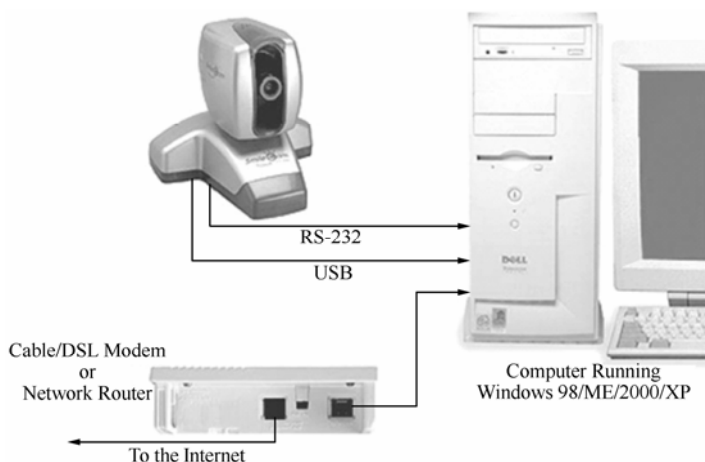 RS-232
USB
DELL
Cable/DSL Modem
or
Network Router
Computer Running
Windows 98/ME/2000/XP
To the Internet